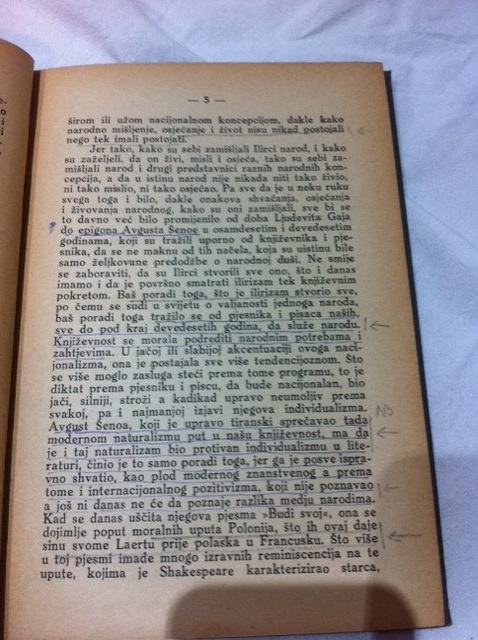 — 5 —
širom ili užom nacijonalnom koncepcijom, dakle kako
narodno mišljenje, osjećanje i život nisu nikad postojali
nego tek imali postojati.
Jer tako, kako su sebi zamišljali Ilirci narod, i kako
su zaželjeli, da on živi, misli i osjeća, tako su sebi za-
mišljali narod i drugi predstavnici raznih narodnih kon-
cepcija, a da u istinu narod nije nikada niti tako živio,
ni tako mislio, ni tako osjećao. Pa sve da je u neku ruku
svega toga i bilo, dakle onakova shvaćanja, osjećanja
i živovanja narodnog, kako su oni zamišljali, sve bi se
to davno već bilo promijenilo od doba Ljudevita Gaja
? do epigona Avgusta Šenoe u osamdesetim i devedesetim
godinama, koji su tražili uporno od književnika i pje-
snika, da se ne maknu od tih načela, koja su uistinu bile
samo željkovane predodžbe o narodnoj duši. Ne smije
se zaboraviti, da su Ilirci stvorili sve ono, što i danas
imamo i da je površno smatrati ilirizam tek književnim
pokretom. Baš poradi toga, što je ilirizam stvorio sve,
po čemu se sudi u svijetu o valjanosti jednoga naroda,
baš poradi toga tražilo se od pjesnika i pisaca naših,
sve do pod kraj devedesetih godina, da služe narodu.
Književnost se morala podrediti narodnim potrebama i
zahtjevima. U jačoj ili slabijoj akcentuaciji ovoga naci-
jonalizma, ona je postajala sve više tendencijoznom. Što
se više moglo zasluga steći prema tome programu, to je
diktat prema pjesniku i piscu, da bude nacijonalan, bio
jači, silniji, stroži a kadikad upravo neumoljiv prema
svakoj, pa i najmanjoj izjavi njegova individualizma.
NB
Avgust Šenoa, koji je upravo tiranski sprečavao tada
modernom naturalizmu put u našu književnost, ma da
je i taj naturalizam bio protivan individualizmu u lite-
raturi, činio je to samo poradi toga, jer ga je posve ispra-
vno shvatio, kao plod modernog znanstvenog a prema
tome i internacijonalnog pozitivizma, koji nije poznavao
a još ni danas ne će da poznaje razlika medju narodima.
Kad se danas uščita njegova pjesma »Budi svoj«, ona se
dojimlje poput moralnih uputa Polonija, što ih ovaj daje
sinu svome Laertu prije polaska u Francusku. Što više
u toj pjesmi imade mnogo izravnih reminiscencija na te
upute, kojima je Shakespeare karakterizirao starca,